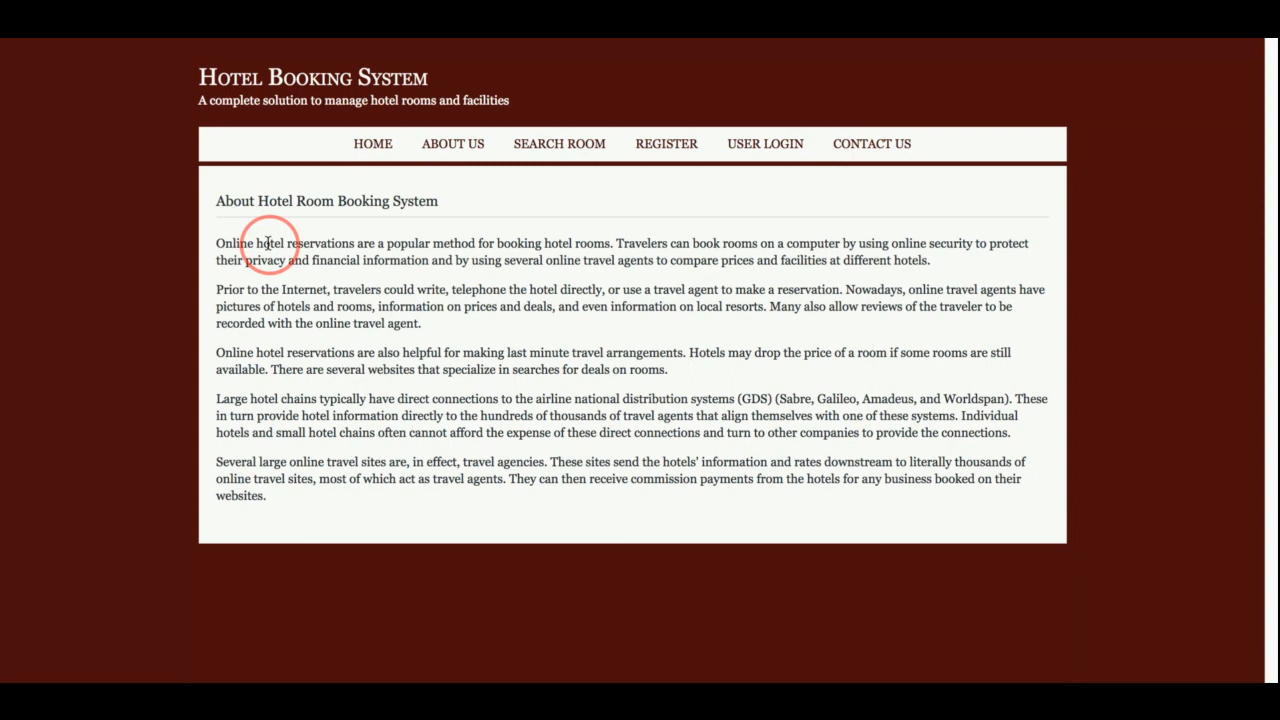 Hotel Booking System
A complete solution to manage hotel rooms and facilities
HOME ABOUT US SEARCH ROOM REGISTER USER LOGIN CONTACT US
About Hotel Room Booking System
Online hotel reservations are a popular method for booking hotel rooms. Travelers can book rooms on a computer by using online security to protect
their privacy and financial information and by using several online travel agents to compare prices and facilities at different hotels.
Prior to the Internet, travelers could write, telephone the hotel directly, or use a travel agent to make a reservation. Nowadays, online travel agents have
pictures of hotels and rooms, information on prices and deals, and even information on local resorts. Many also allow reviews of the traveler to be
recorded with the online travel agent.
Online hotel reservations are also helpful for making last minute travel arrangements. Hotels may drop the price of a room if some rooms are still
available. There are several websites that specialize in searches for deals on rooms.
Large hotel chains typically have direct connections to the airline national distribution systems (GDS) (Sabre, Galileo, Amadeus, and Worldspan). These
in turn provide hotel information directly to the hundreds of thousands of travel agents that align themselves with one of these systems. Individual
hotels and small hotel chains often cannot afford the expense of these direct connections and turn to other companies to provide the connections.
Several large online travel sites are, in effect, travel agencies. These sites send the hotels' information and rates downstream to literally thousands of
online travel sites, most of which act as travel agents. They can then receive commission payments from the hotels for any business booked on their
websites.